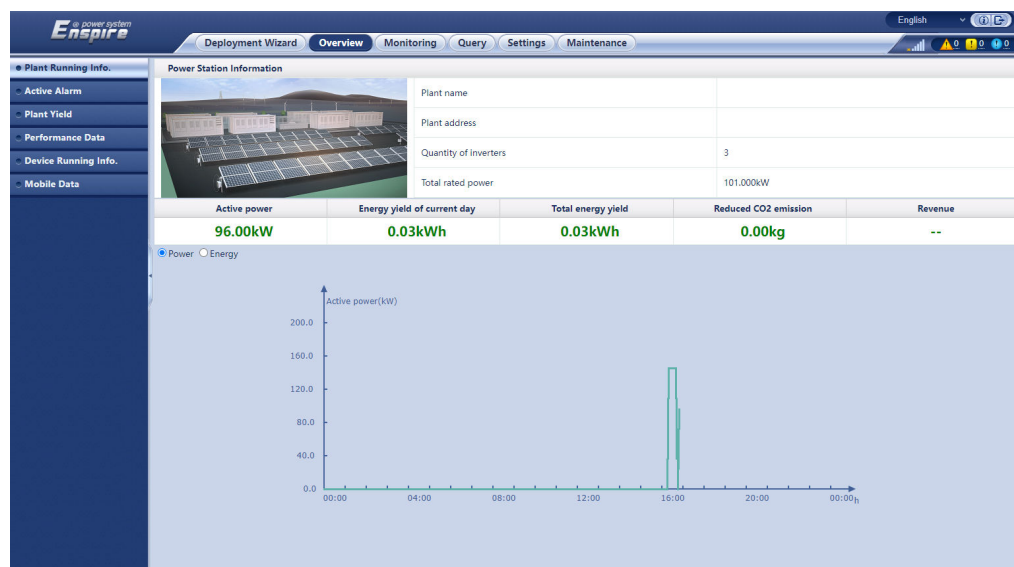 @ power system
Enspire
English
Deployment Wizard Overview Monitoring Query Settings Maintenance
0 0 0
Plant Running Info.
Active Alarm
Plant Yield
Performance Data
Device Running Info.
Mobile Data
Power Station Information
Plant name
Plant address
Quantity of inverters 3
Total rated power 101.000kW
Active power Energy yield of current day Total energy yield Reduced CO2 emission Revenue
96.00kW 0.03kWh 0.03kWh 0.00kg --
Power Energy
Active power(kW)
200.0
160.0
120.0
80.0
40.0
0.0
00:00 04:00 08:00 12:00 16:00 20:00 00:00 h